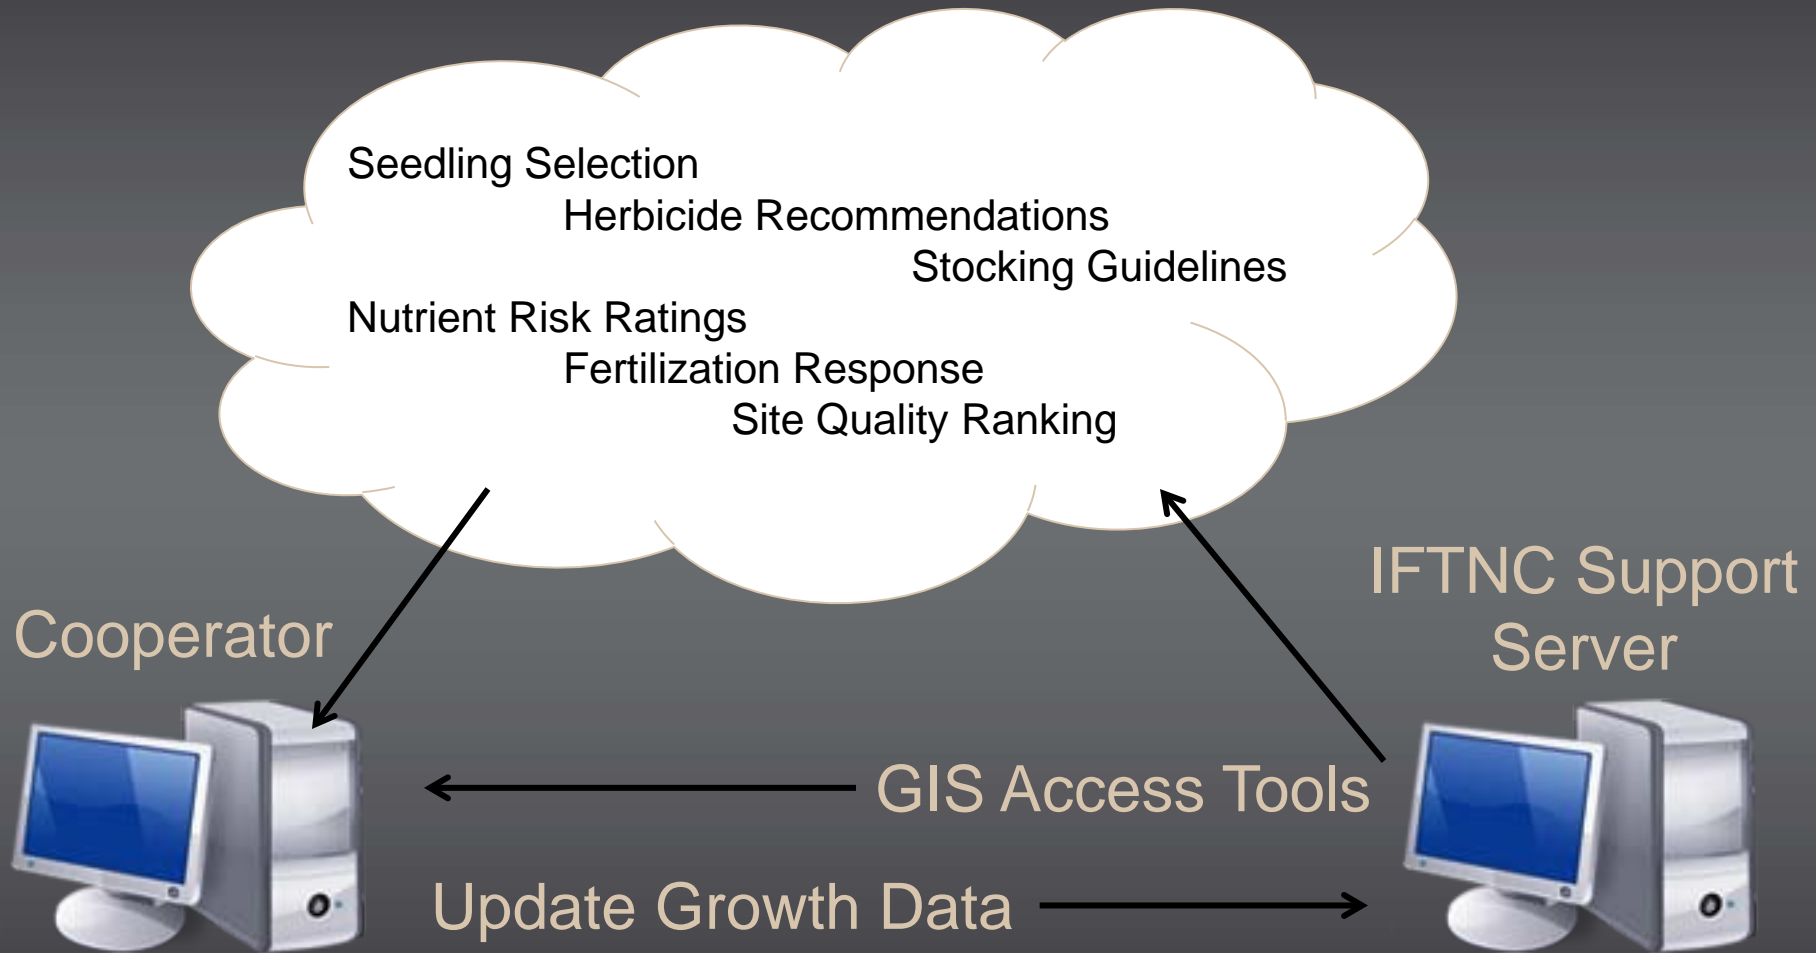 Seedling Selection
Herbicide Recommendations
Stocking Guidelines
Nutrient Risk Ratings
Fertilization Response
Site Quality Ranking
Cooperator
IFTNC Support
Server
GIS Access Tools
Update Growth Data